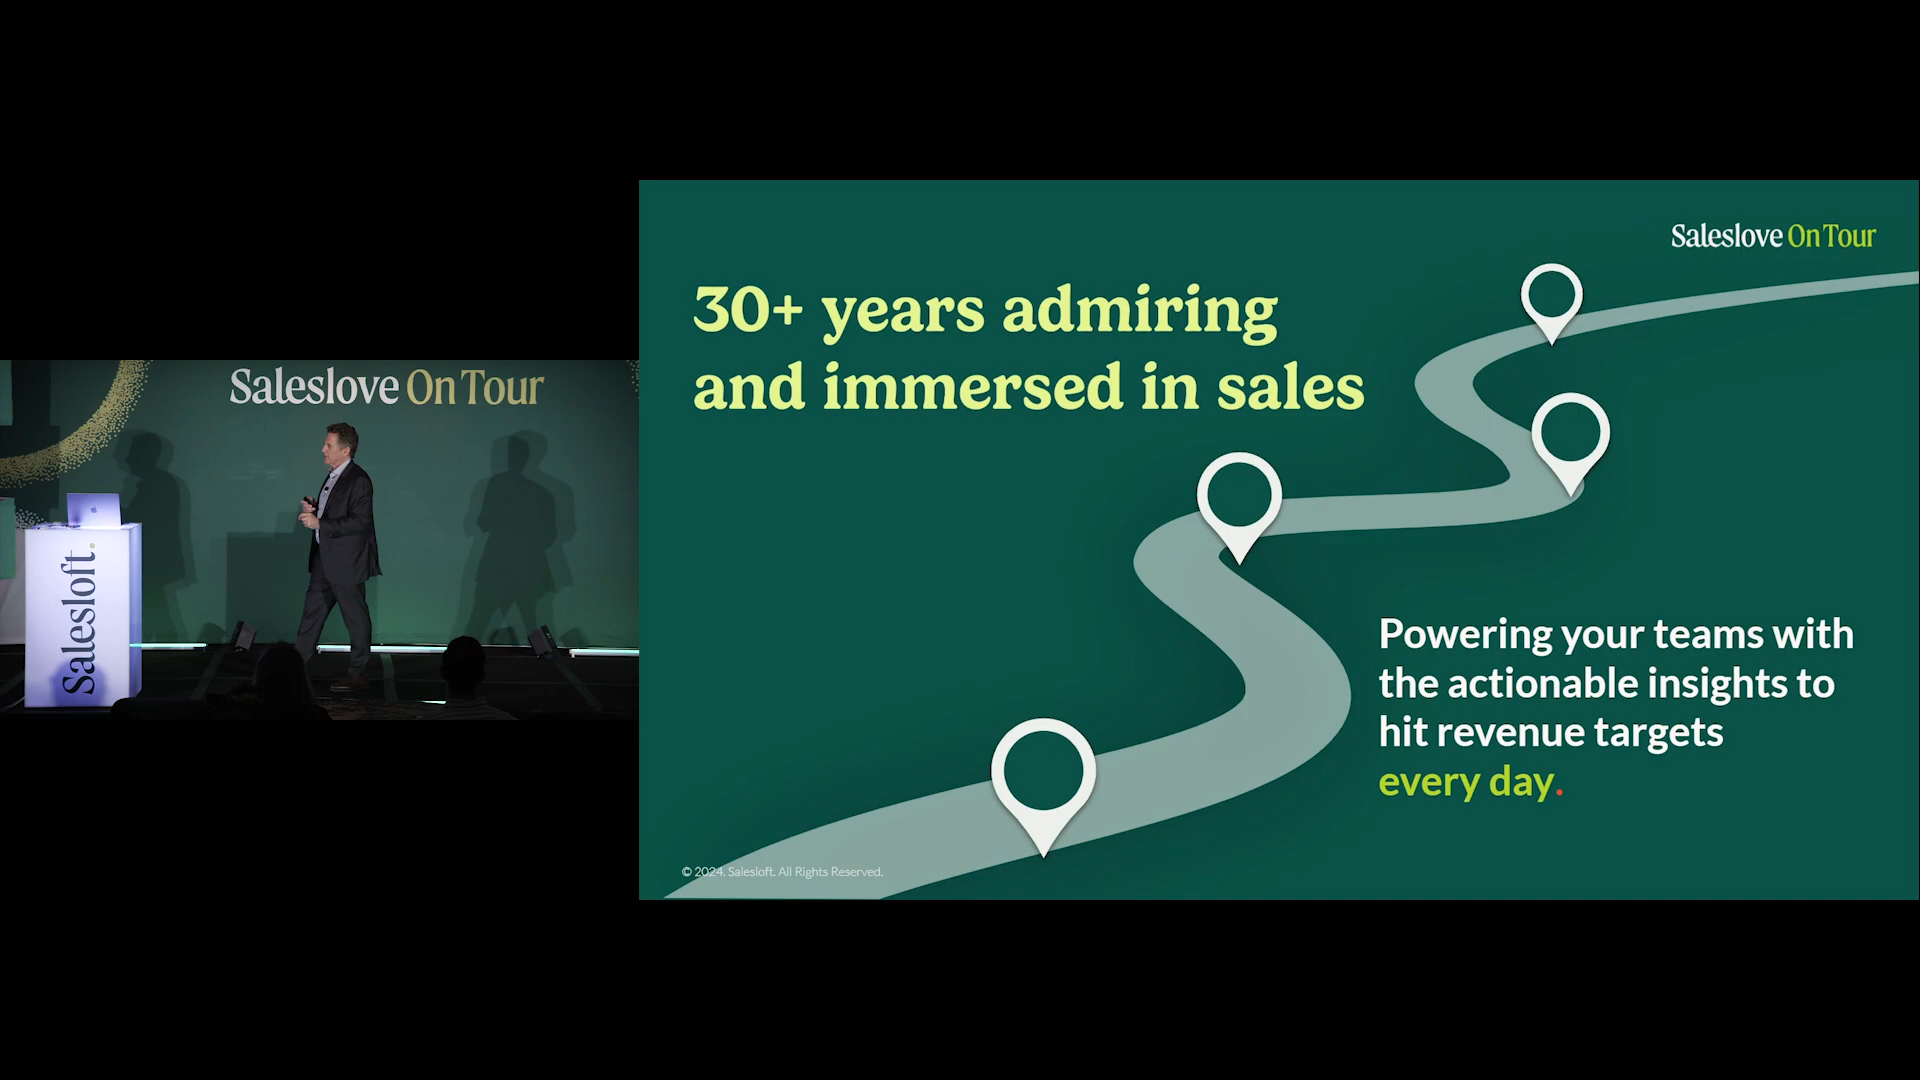 Saleslove On Tour
Salesloft.
Saleslove On Tour
30+ years admiring
and immersed in sales
Powering your teams with
the actionable insights to
hit revenue targets
every day.
© 2024. Salesloft. All Rights Reserved.